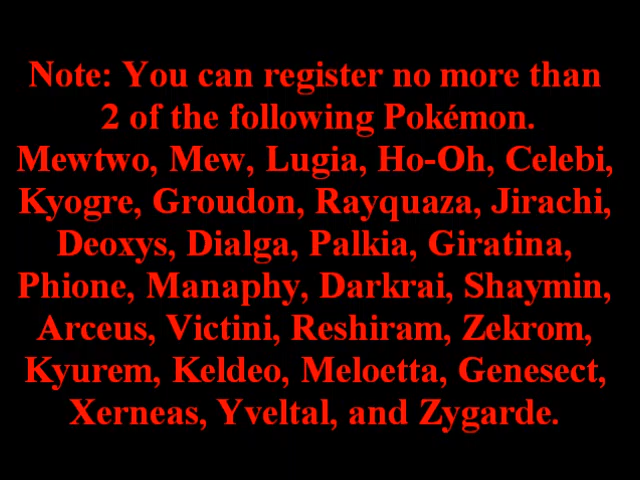 Note: You can register no more than
2 of the following Pokémon.
Mewtwo, Mew, Lugia, Ho-Oh, Celebi,
Kyogre, Groudon, Rayquaza, Jirachi,
Deoxys, Dialga, Palkia, Giratina,
Phione, Manaphy, Darkrai, Shaymin,
Arceus, Victini, Reshiram, Zekrom,
Kyurem, Keldeo, Meloetta, Genesect,
Xerneas, Yveltal, and Zygarde.